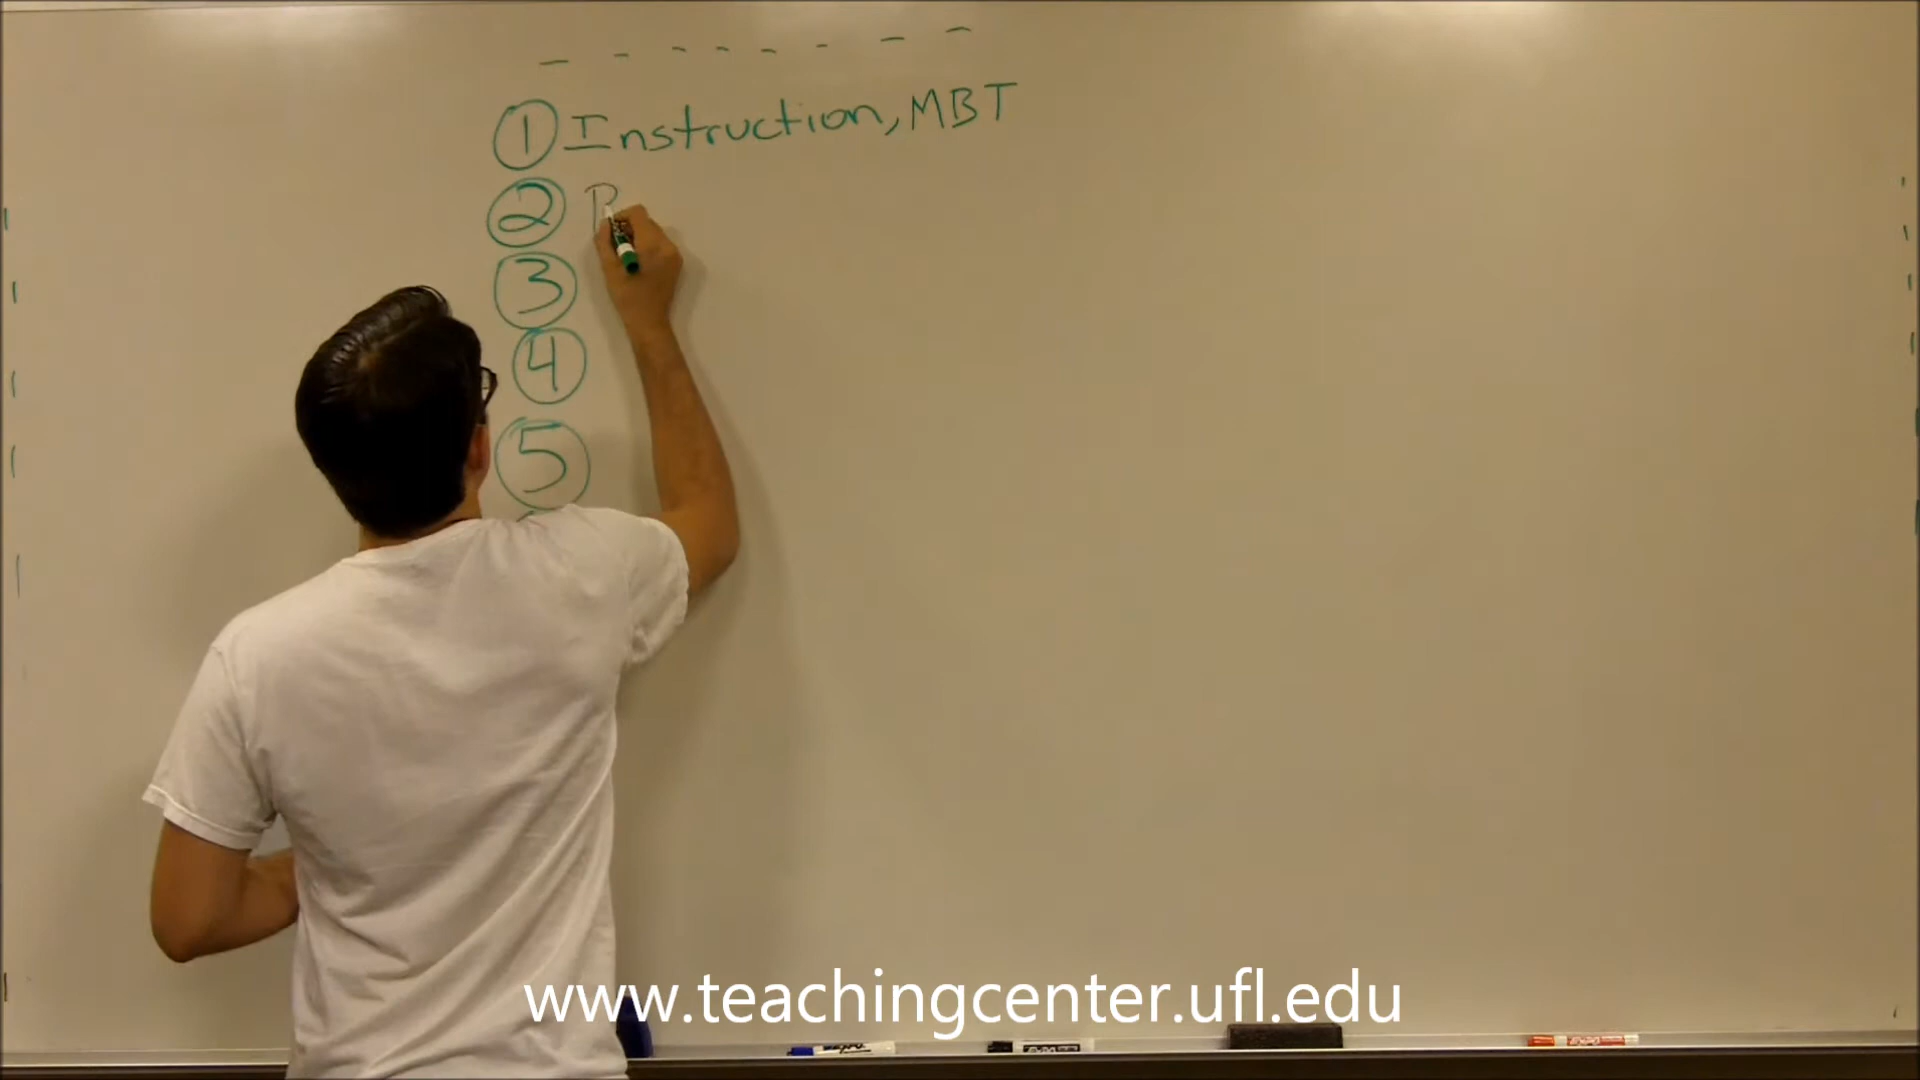 ① Instruction, MBT
②
③
④
⑤
www.teachingcenter.ufl.edu